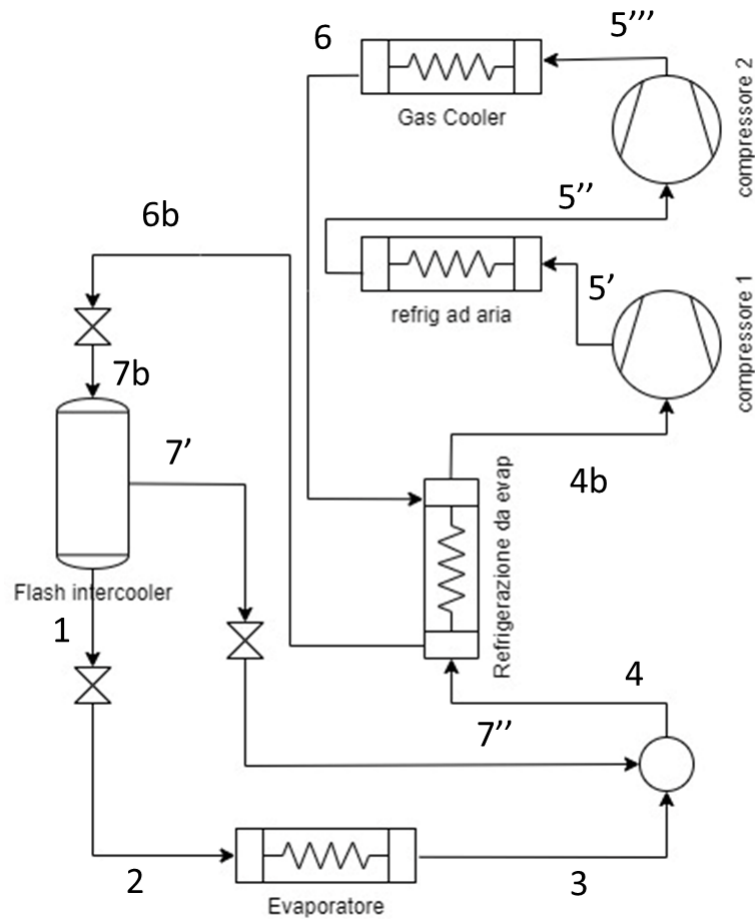 6
5’’’
Gas Cooler
compressore 2
5’’
6b
refrig ad aria
5’
compressore 1
7b
7’
4b
Refrigerazione da evap
Flash intercooler
1
4
7’’
2
Evaporatore
3